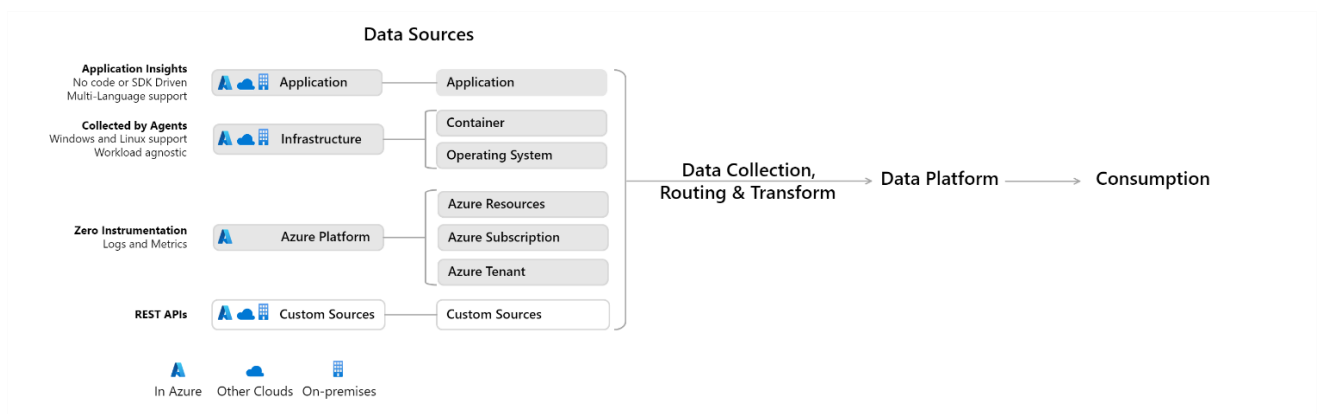 Data Sources
Application Insights
No code or SDK Driven
Multi-Language support
Application
Application
Collected by Agents
Windows and Linux support
Workload agnostic
Infrastructure
Container
Operating System
Zero Instrumentation
Logs and Metrics
Azure Platform
Azure Resources
Azure Subscription
Azure Tenant
REST APIs
Custom Sources
Custom Sources
Data Collection,
Routing & Transform
Data Platform
Consumption
In Azure
Other Clouds
On-premises